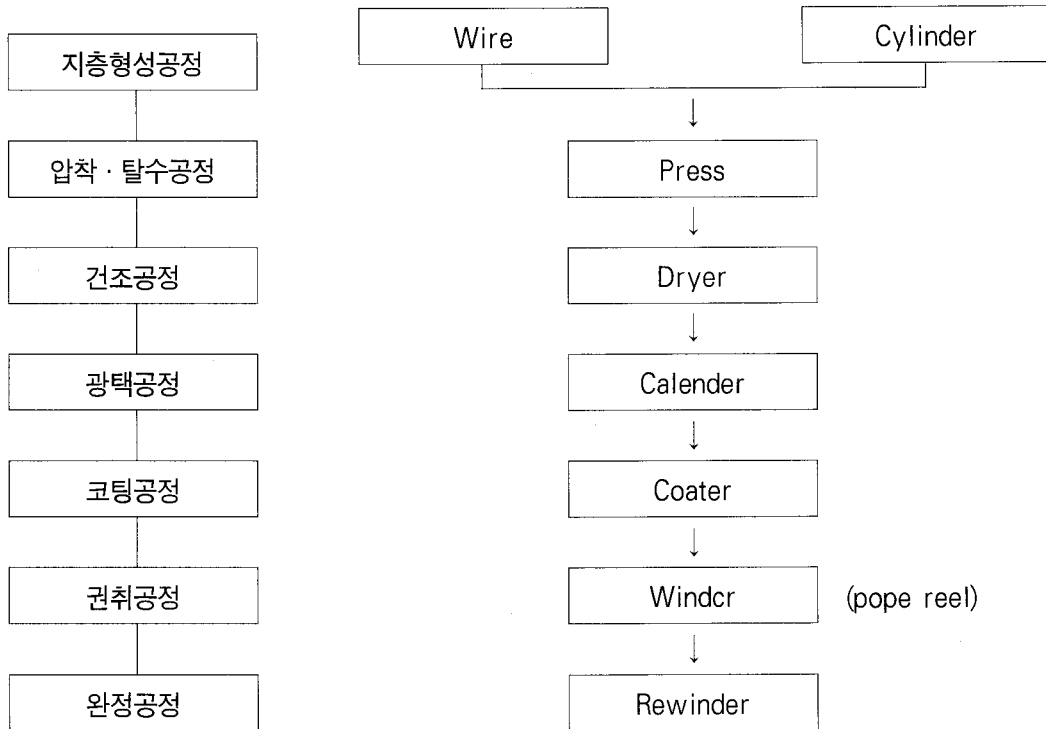 지층형성공정 Wire Cylinder
압착·탈수공정 Press
건조공정 Dryer
광택공정 Calender
코팅공정 Coater
권취공정 Windcr (pope reel)
완정공정 Rewinder